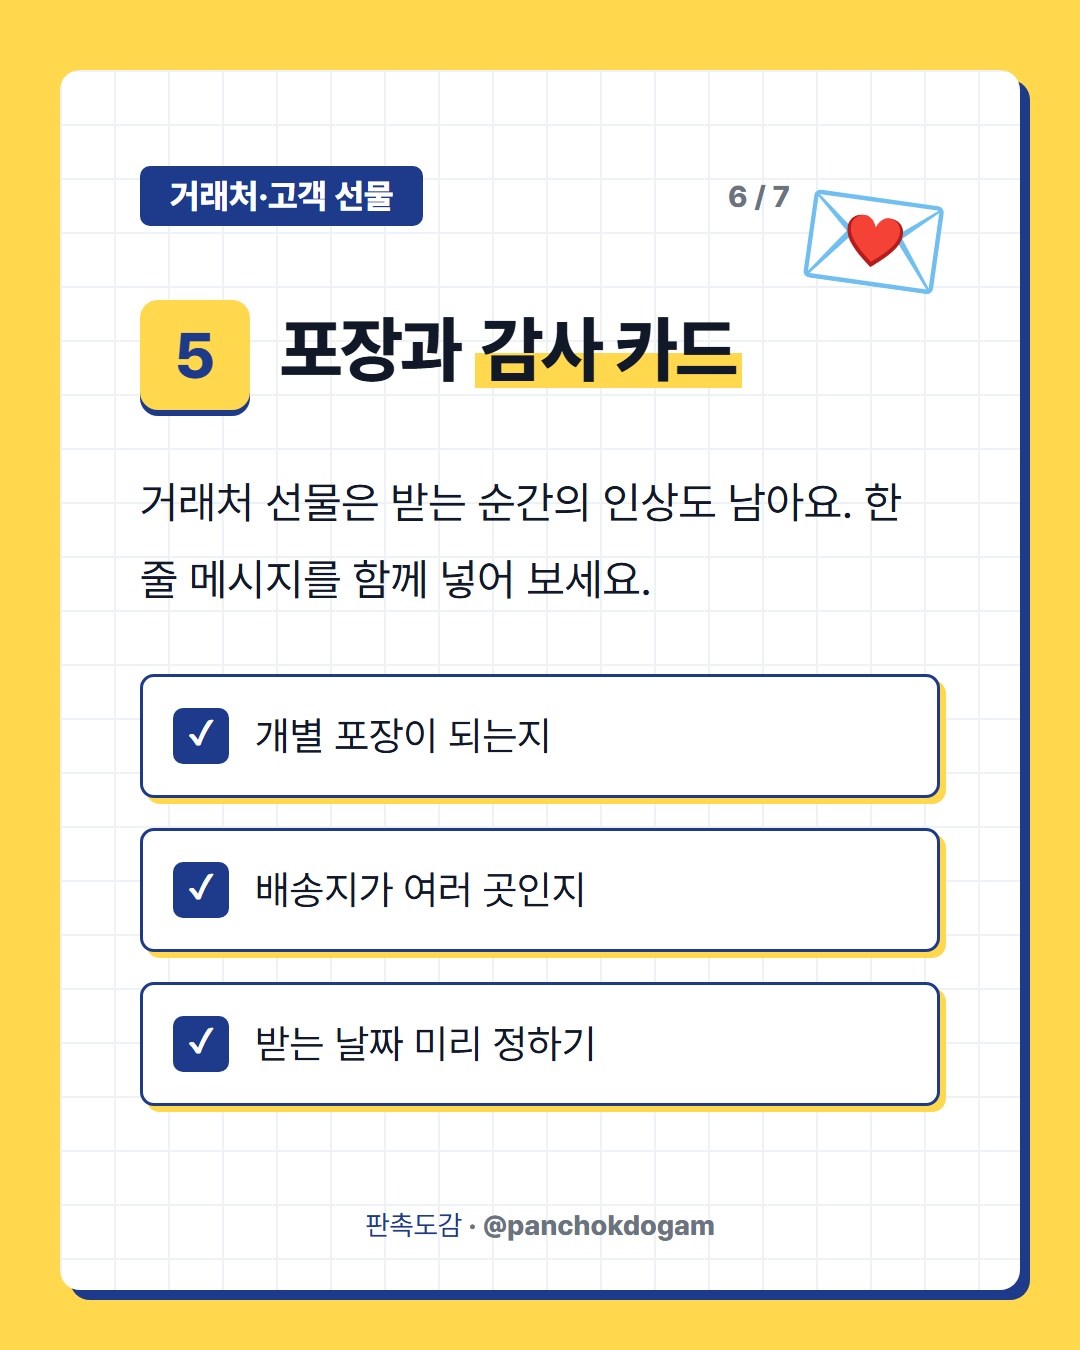 거래처·고객 선물
6 / 7
5
포장과 감사 카드
거래처 선물은 받는 순간의 인상도 남아요. 한
줄 메시지를 함께 넣어 보세요.
개별 포장이 되는지
배송지가 여러 곳인지
받는 날짜 미리 정하기
판촉도감 · @panchokdogam